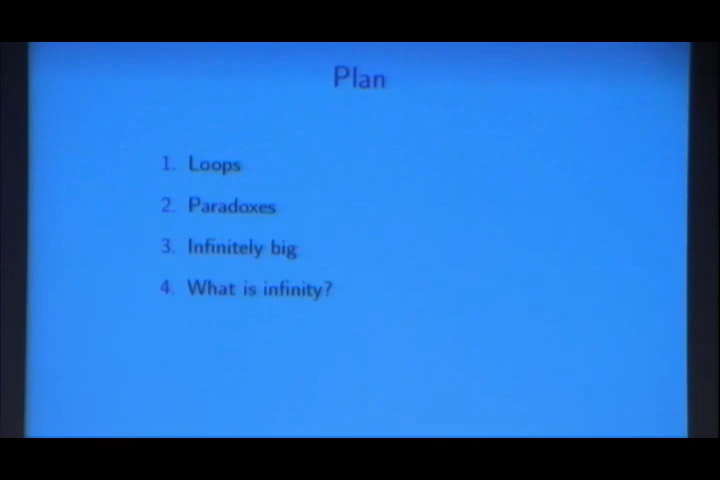 Plan
1. Loops
2. Paradoxes
3. Infinitely big
4. What is infinity?